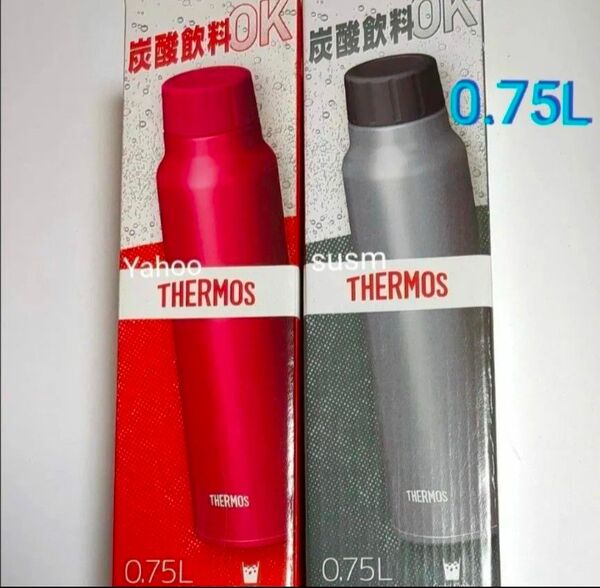 炭酸飲料OK
炭酸飲料OK
0.75L
Yahoo
susm
THERMOS
THERMOS
THERMOS
THERMOS
0.75L
0.75L